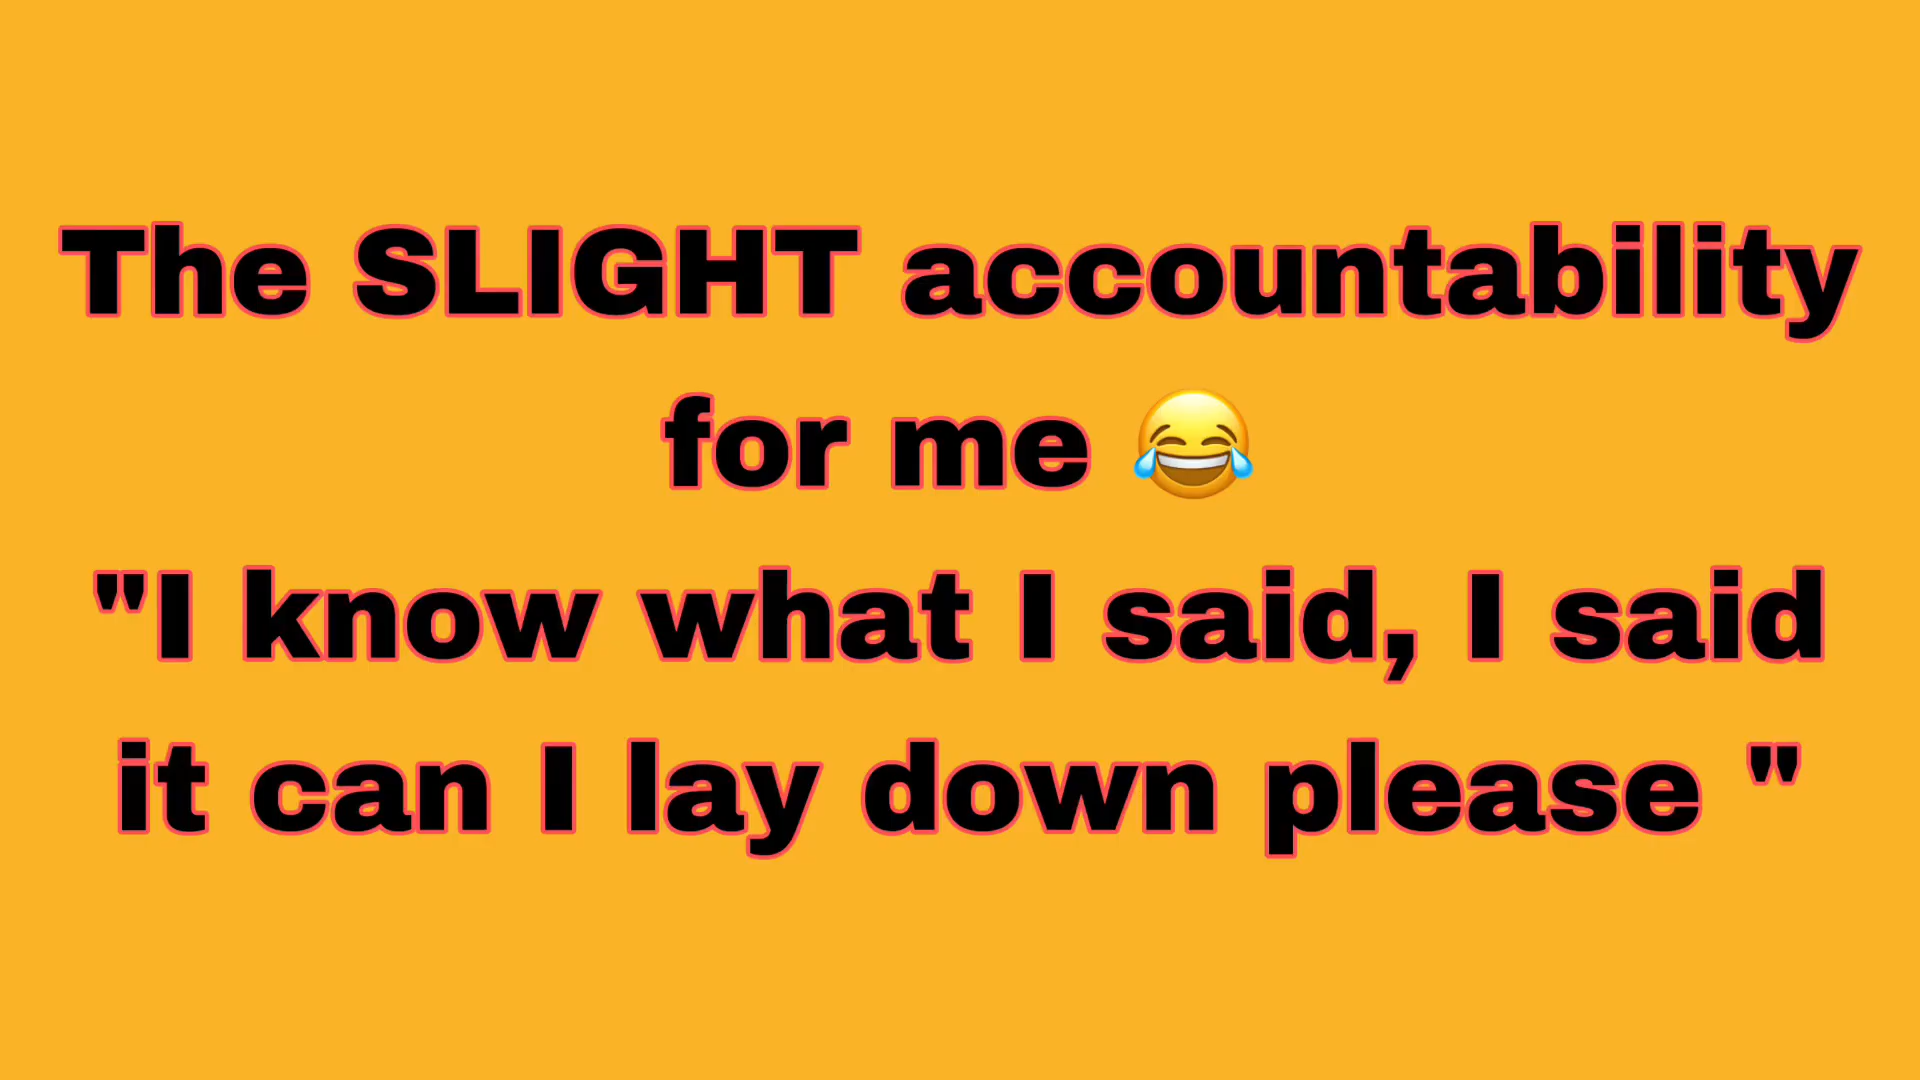 The SLIGHT accountability
for me 😂
"I know what I said, I said
it can I lay down please "